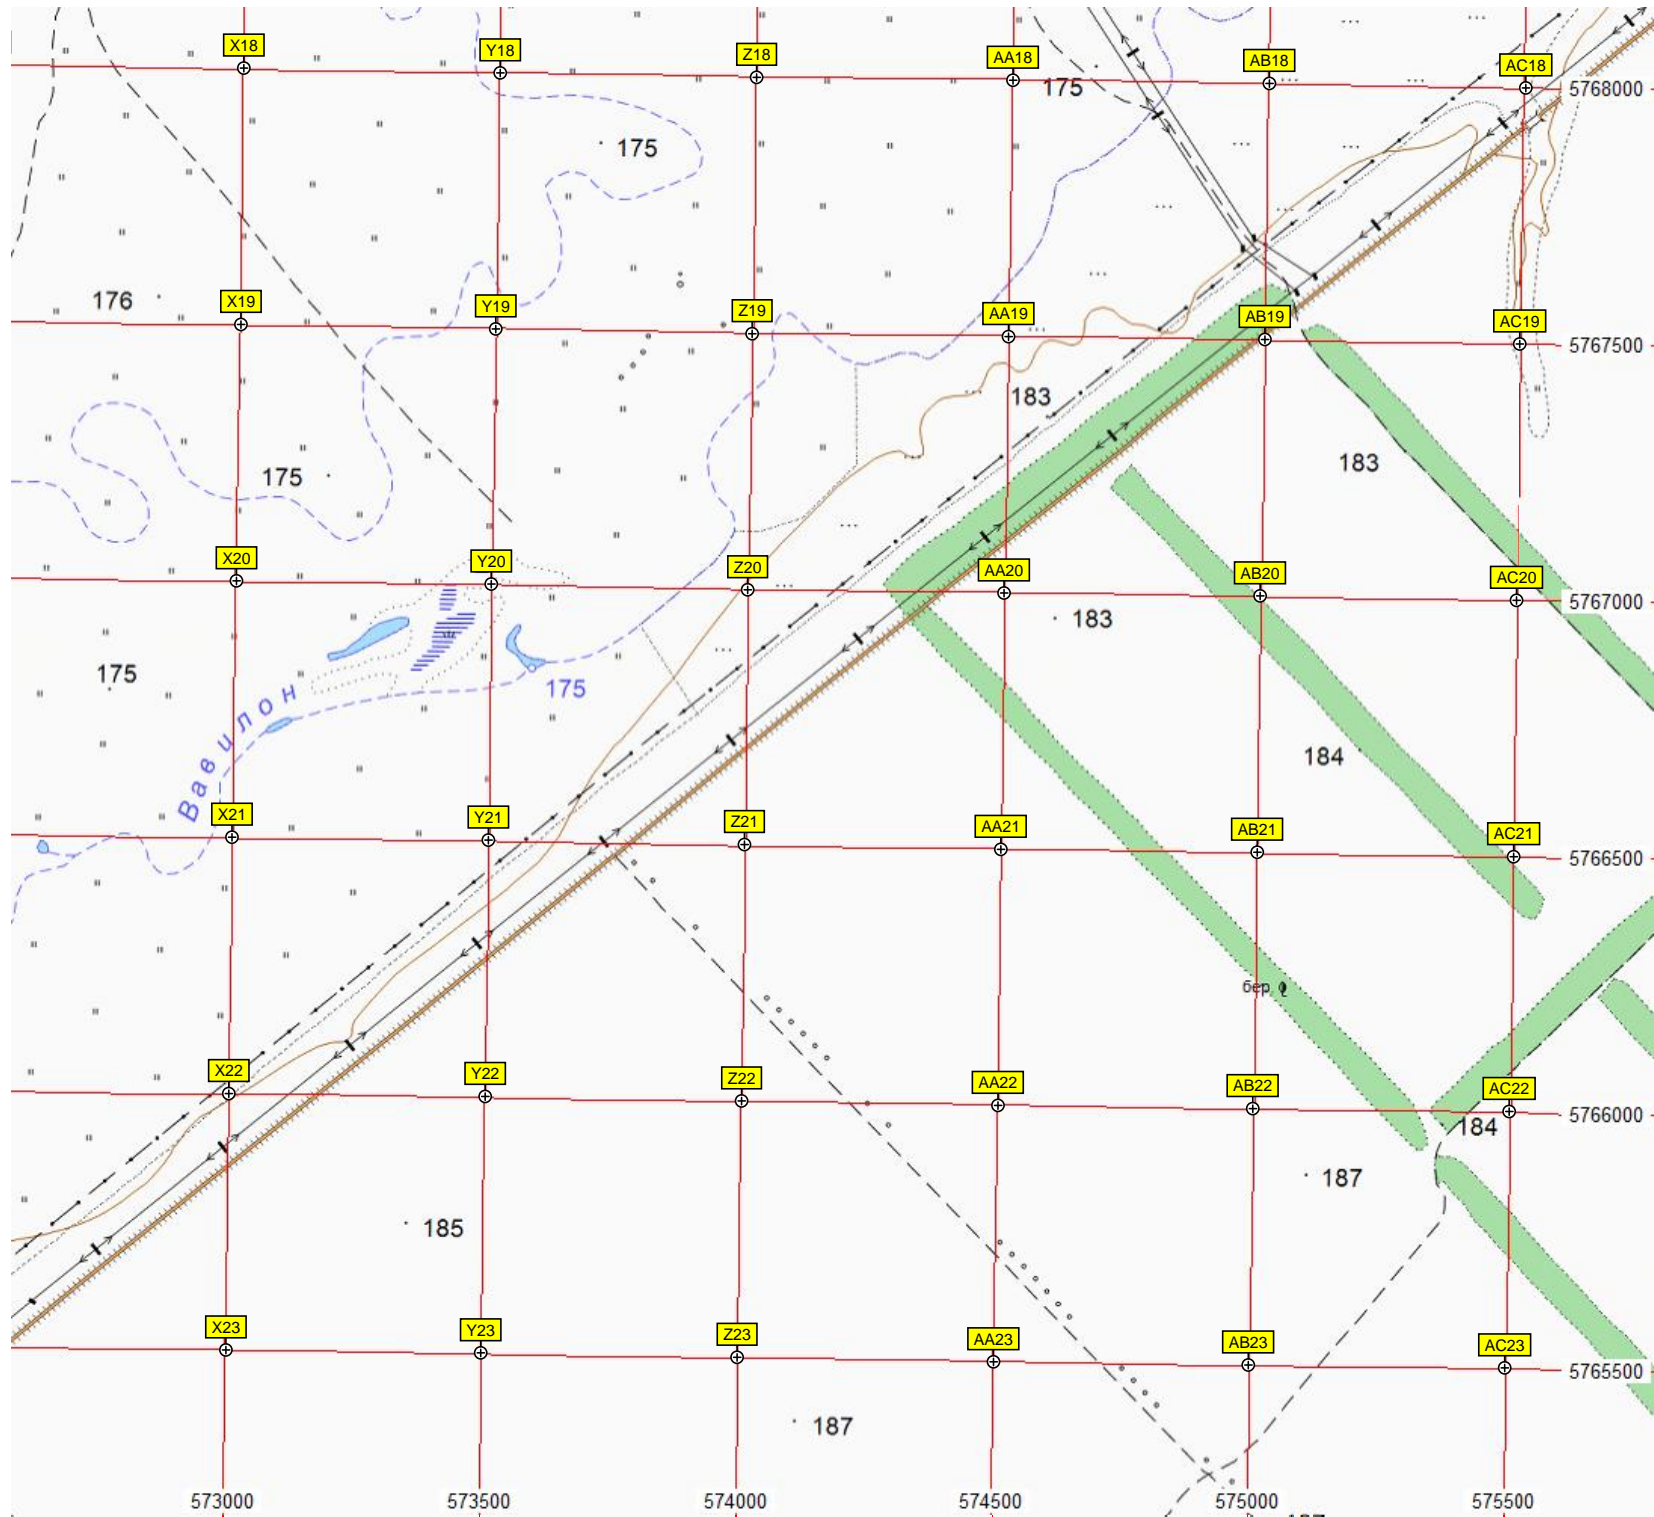 X18 Y18 Z18 AA18 AB18 AC18
175 5768000
175
176 X19 Y19 Z19 AA19 AB19 AC19
5767500
183
175 183
X20 Y20 Z20 AA20 AB20 AC20
5767000
183
175 175
Вавилон
184
X21 Y21 Z21 AA21 AB21 AC21
5766500
бер.
X22 Y22 Z22 AA22 AB22 AC22
5766000
184
187
185
X23 Y23 Z23 AA23 AB23 AC23
5765500
187
573000 573500 574000 574500 575000 575500